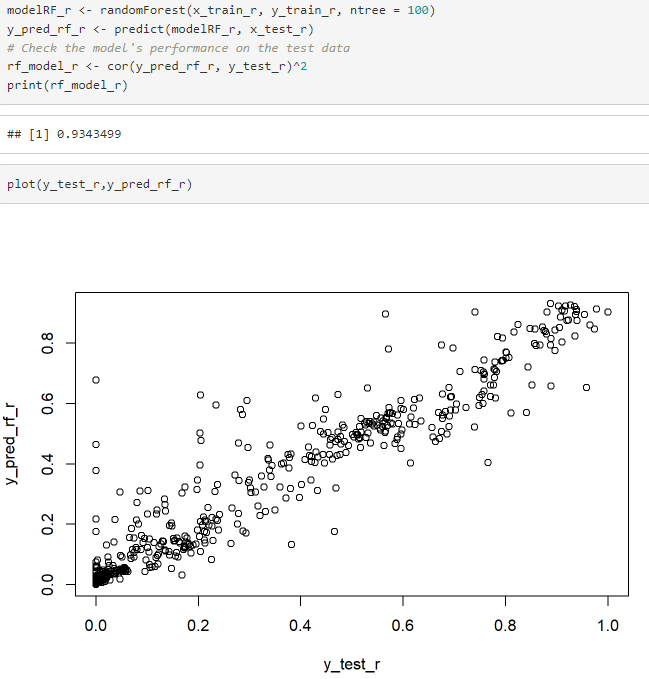 modelRF_r <- randomForest(x_train_r, y_train_r, ntree = 100)
y_pred_rf_r <- predict(modelRF_r, x_test_r)
# Check the model's performance on the test data
rf_model_r <- cor(y_pred_rf_r, y_test_r)^2
print(rf_model_r)
## [1] 0.9343499
plot(y_test_r,y_pred_rf_r)
0.8
0.6
0.4
0.2
0.0
y_pred_rf_r
0.0 0.2 0.4 0.6 0.8 1.0
y_test_r